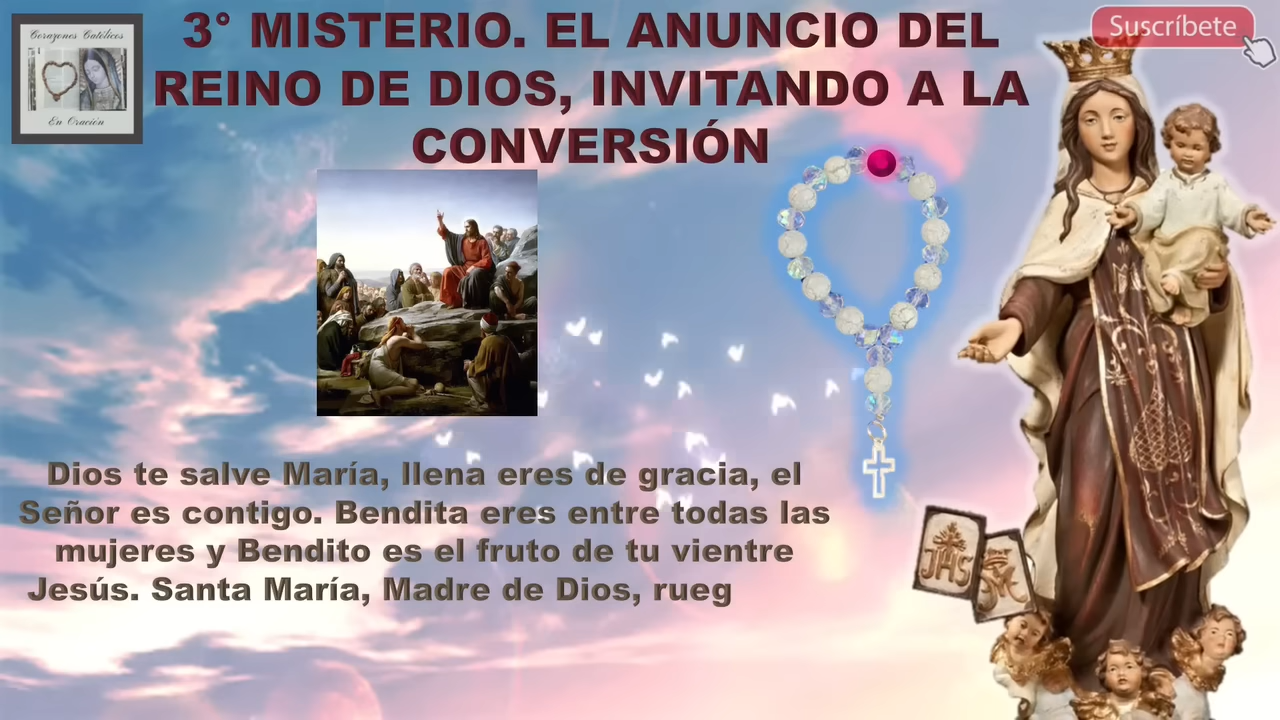 Corazones Católicos
En Oración
3° MISTERIO. EL ANUNCIO DEL
REINO DE DIOS, INVITANDO A LA
CONVERSIÓN
Suscríbete
Dios te salve María, llena eres de gracia, el
Señor es contigo. Bendita eres entre todas las
mujeres y Bendito es el fruto de tu vientre
Jesús. Santa María, Madre de Dios, rueg
JHS